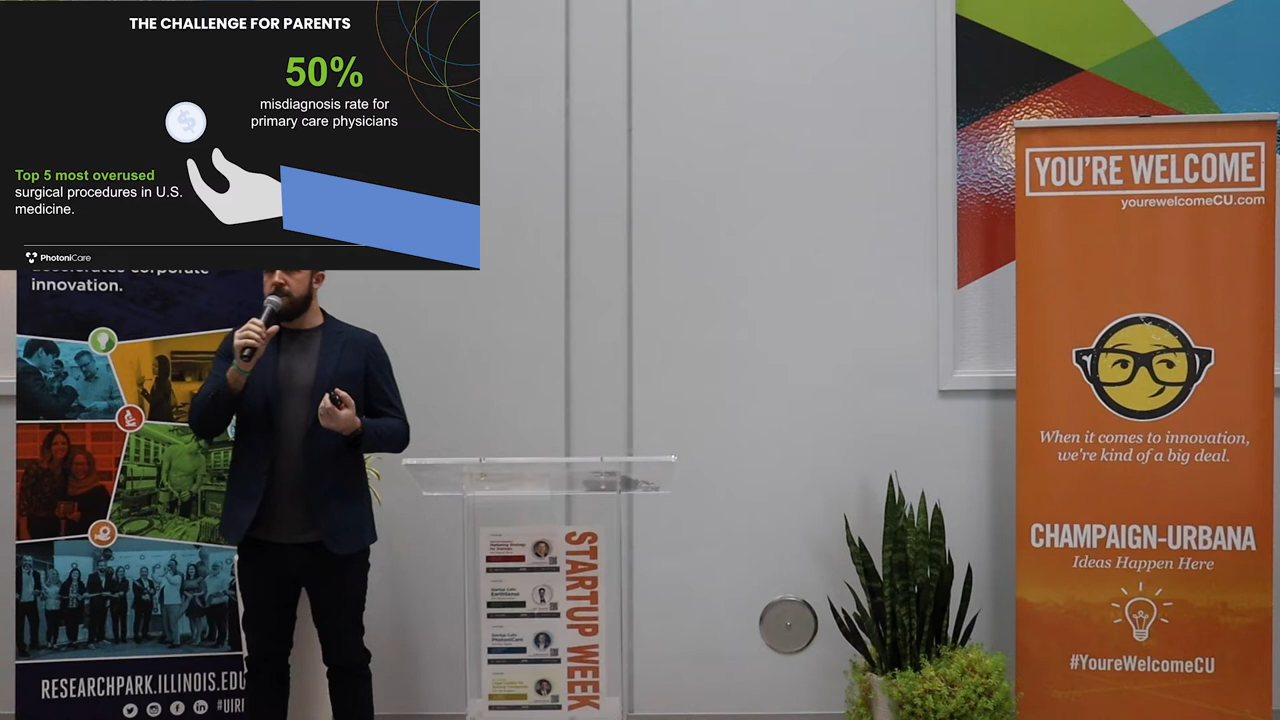 THE CHALLENGE FOR PARENTS
50%
misdiagnosis rate for
primary care physicians
Top 5 most overused
surgical procedures in U.S.
medicine.
PhotoniCare
innovation.
RESEARCHPARK.ILLINOIS.EDU
#UIRI
STARTUP WEEK
EarthSense
PhotoniCare
YOU'RE WELCOME
yourewelcomeCU.com
When it comes to innovation,
we're kind of a big deal.
CHAMPAIGN-URBANA
Ideas Happen Here
#YoureWelcomeCU